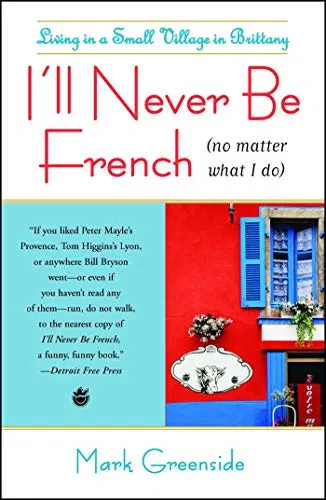 Living in a Small Village in Brittany
I'll Never Be
French
(no matter
what I do)
"If you liked Peter Mayle's
Provence, Tom Higgins's Lyon,
or anywhere Bill Bryson
went—or even if
you haven't read any
of them—run, do not walk,
to the nearest copy of
I'll Never Be French,
a funny, funny book."
—Detroit Free Press
Mark Greenside